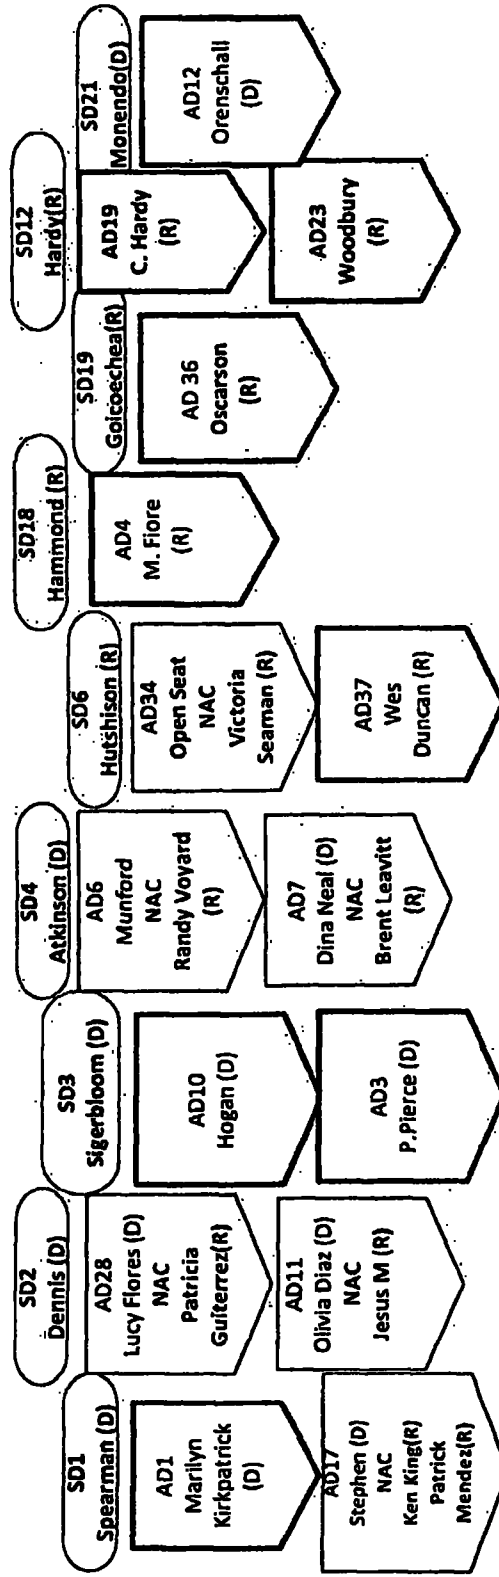 SD1
Spearman (D)
AD1
Marilyn
Kirkpatrick
(D)
AD17
Stephen (D)
NAC
Ken King(R)
Patrick
Mendez(R)
SD2
Dennis (D)
AD28
Lucy Flores (D)
NAC
Patricia
Guiterrez(R)
AD11
Olivia Diaz (D)
NAC
Jesus M (R)
SD3
Sigerbloom (D)
AD10
Hogan (D)
AD3
P.Pierce (D)
SD4
Atkinson (D)
AD6
Munford
NAC
Randy Voyard
(R)
AD7
Dina Neal (D)
NAC
Brent Leavitt
(R)
SD6
Hutshison (R)
AD34
Open Seat
NAC
Victoria
Seaman (R)
AD37
Wes
Duncan (R)
SD18
Hammond (R)
AD4
M. Fiore
(R)
SD19
Goicoechea(R)
AD 36
Oscarson
(R)
SD12
Hardy(R)
AD19
C. Hardy
(R)
AD23
Woodbury
(R)
SD21
Monendo(D)
AD12
Orenschall
(D)